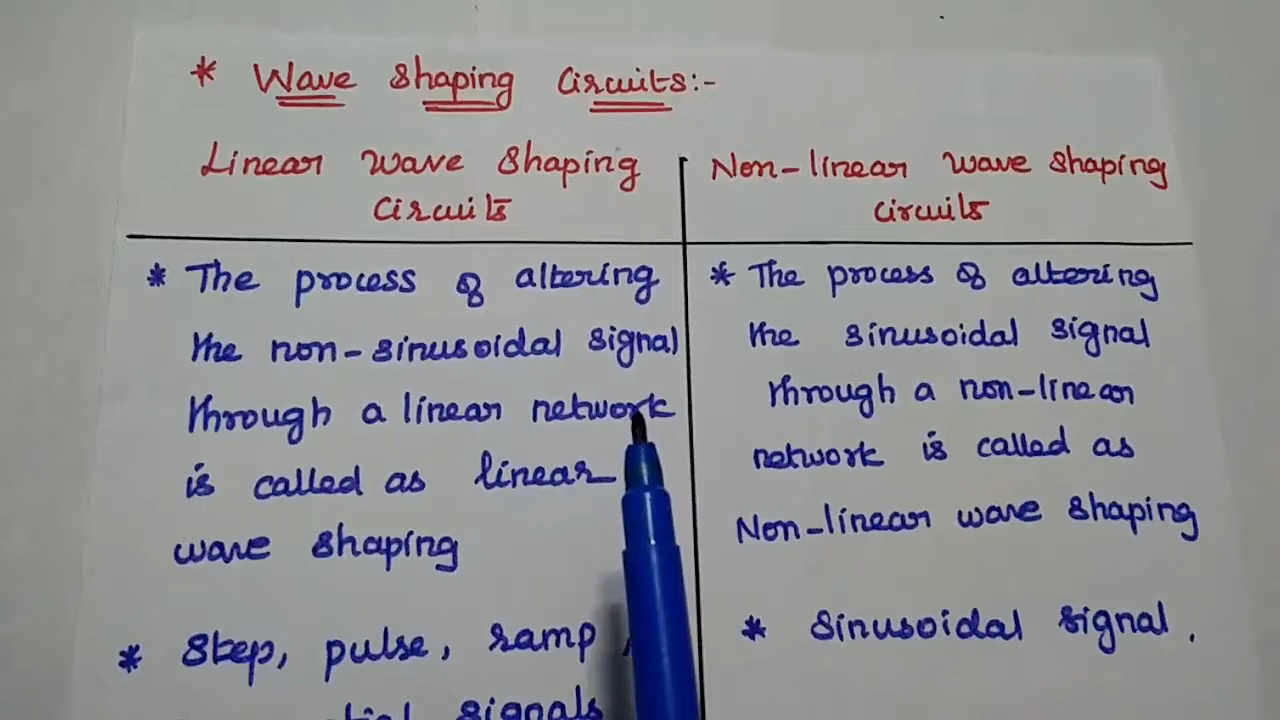 * Wave Shaping Circuits:-
Linear Wave Shaping
Circuits
* The process of altering
the non-sinusoidal signal
through a linear network
is called as linear
wave shaping
* Step, pulse, ramp,
signals
Non-linear wave shaping
circuits
* The process of altering
the sinusoidal signal
through a non-linear
network is called as
Non-linear wave shaping
* Sinusoidal signal.